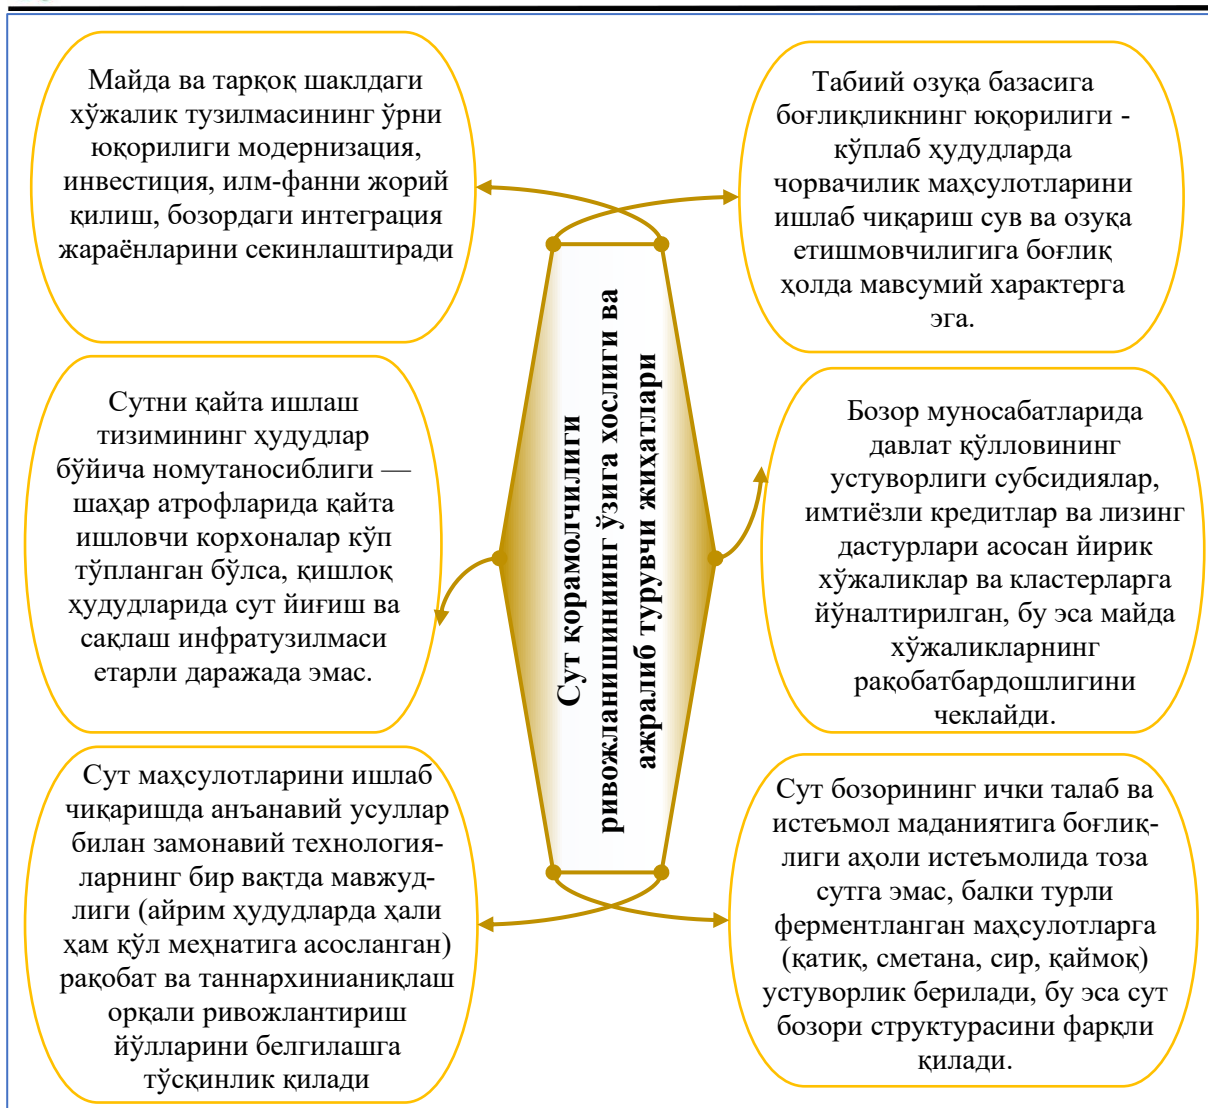 Майда ва тарқоқ шаклдаги
хўжалик тузилмасининг ўрни
юқорилиги модернизация,
инвестиция, илм-фанни жорий
қилиш, бозордаги интеграция
жараёнларини секинлаштиради
Табиий озуқа базасига
боғлиқликнинг юқорилиги -
кўплаб ҳудудларда
чорвачилик маҳсулотларини
ишлаб чиқариш сув ва озуқа
етишмовчилигига боғлиқ
ҳолда мавсумий характерга
эга.
Сутни қайта ишлаш
тизимининг ҳудудлар
бўйича номутаносиблиги —
шаҳар атрофларида қайта
ишловчи корхоналар кўп
тўпланган бўлса, қишлоқ
ҳудудларида сут йиғиш ва
сақлаш инфратузилмаси
етарли даражада эмас.
Сут қорамолчилиги
ривожланишининг ўзига хослиги ва
ажралиб турувчи жиҳатлари
Бозор муносабатларида
давлат қўлловининг
устуворлиги субсидиялар,
имтиёзли кредитлар ва лизинг
дастурлари асосан йирик
хўжаликлар ва кластерларга
йўналтирилган, бу эса майда
хўжаликларнинг
рақобатбардошлигини
чеклайди.
Сут маҳсулотларини ишлаб
чиқаришда анъанавий усуллар
билан замонавий технология-
ларнинг бир вақтда мавжуд-
лиги (айрим ҳудудларда ҳали
ҳам қўл меҳнатига асосланган)
рақобат ва таннархинианиқлаш
орқали ривожлантириш
йўлларини белгилашга
тўсқинлик қилади
Сут бозорининг ички талаб ва
истеъмол маданиятига боғлиқ-
лиги аҳоли истеъмолида тоза
сутга эмас, балки турли
ферментланган маҳсулотларга
(қатиқ, сметана, сир, қаймоқ)
устуворлик берилади, бу эса сут
бозори структурасини фарқли
қилади.